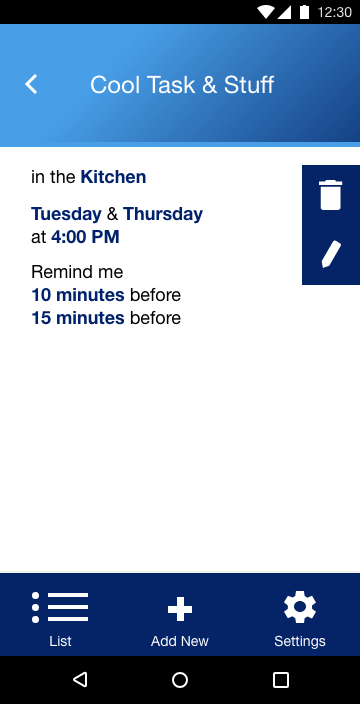 12:30
Cool Task & Stuff
in the Kitchen
Tuesday & Thursday
at 4:00 PM
Remind me
10 minutes before
15 minutes before
List
Add New
Settings